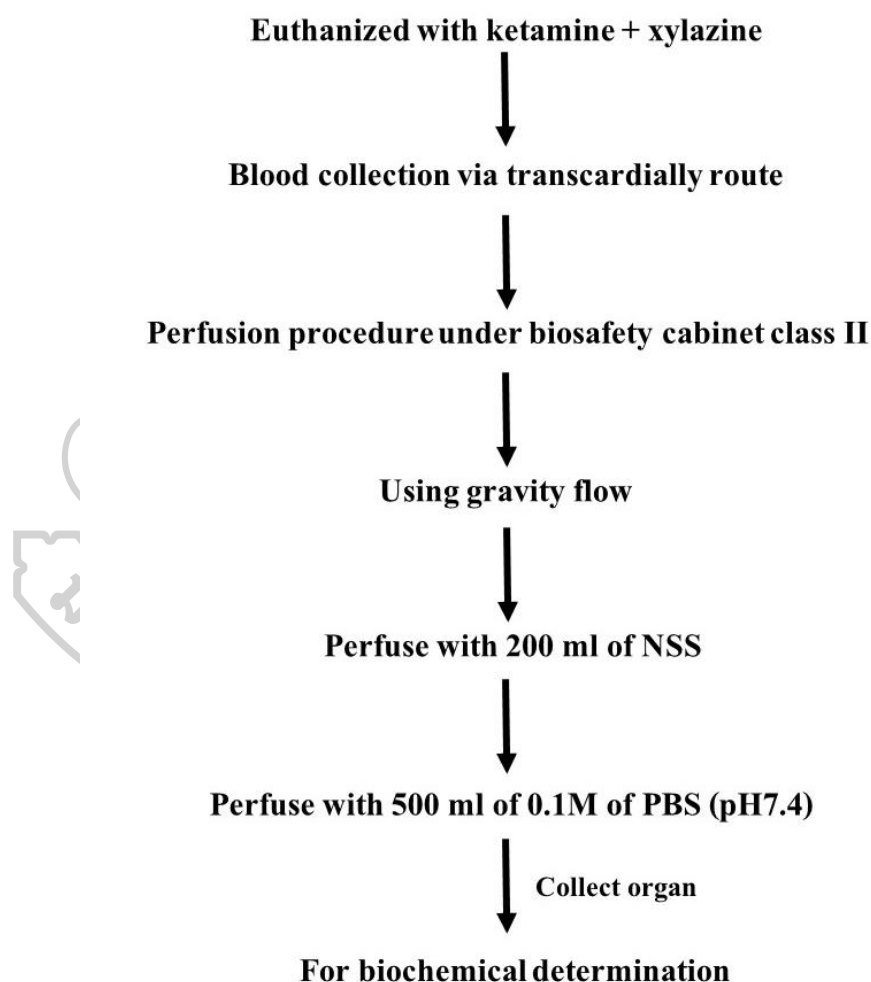 Euthanized with ketamine + xylazine
Blood collection via transcardially route
Perfusion procedure under biosafety cabinet class II
Using gravity flow
Perfuse with 200 ml of NSS
Perfuse with 500 ml of 0.1M of PBS (pH7.4)
Collect organ
For biochemical determination